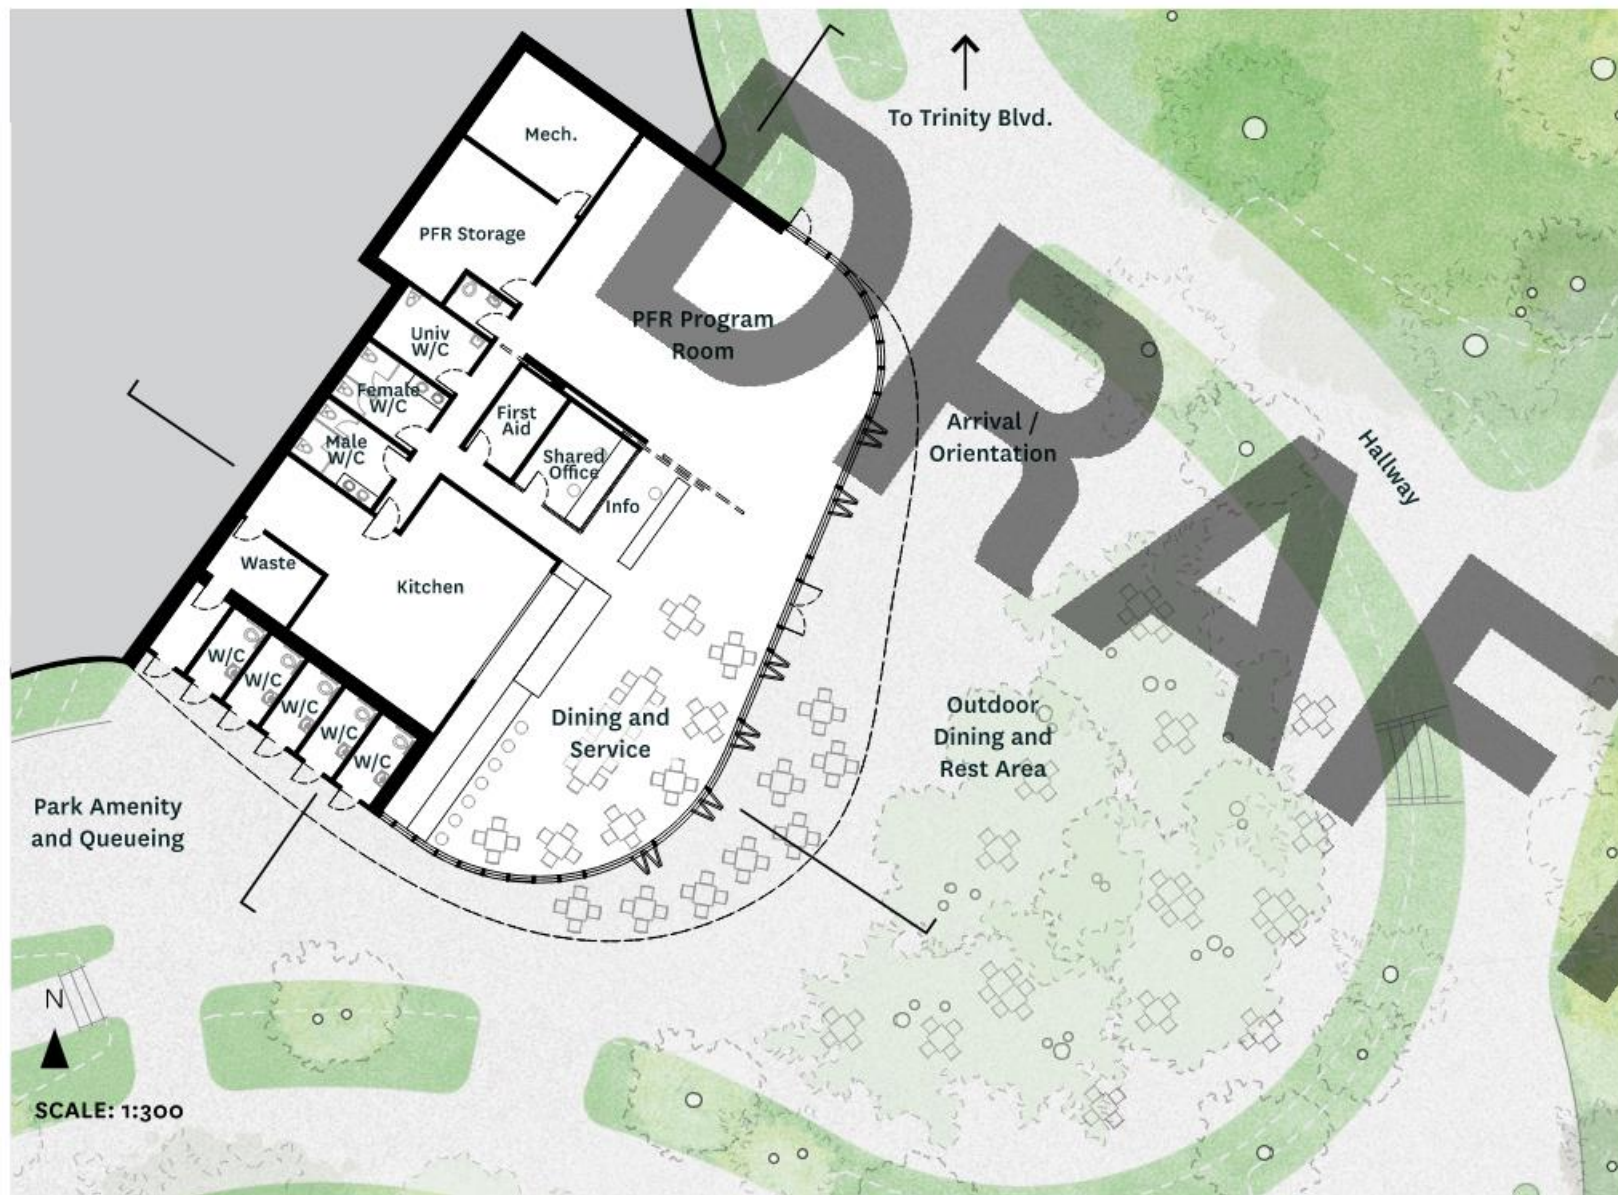 To Trinity Blvd.
Mech.
PFR Storage
PFR Program
Room
Univ
W/C
Female
W/C
Male
W/C
First
Aid
Shared
Office
Info
Arrival /
Orientation
Hallway
Waste
Kitchen
W/C
W/C
W/C
W/C
W/C
Dining and
Service
Outdoor
Dining and
Rest Area
Park Amenity
and Queueing
N
SCALE: 1:300
DRAF